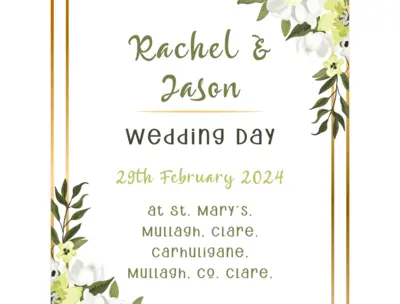 Rachel &
Jason
Wedding Day
29th February 2024
at St. Mary's.
Mullagh, Clare.
Carhuligane.
Mullagh, Co. Clare.